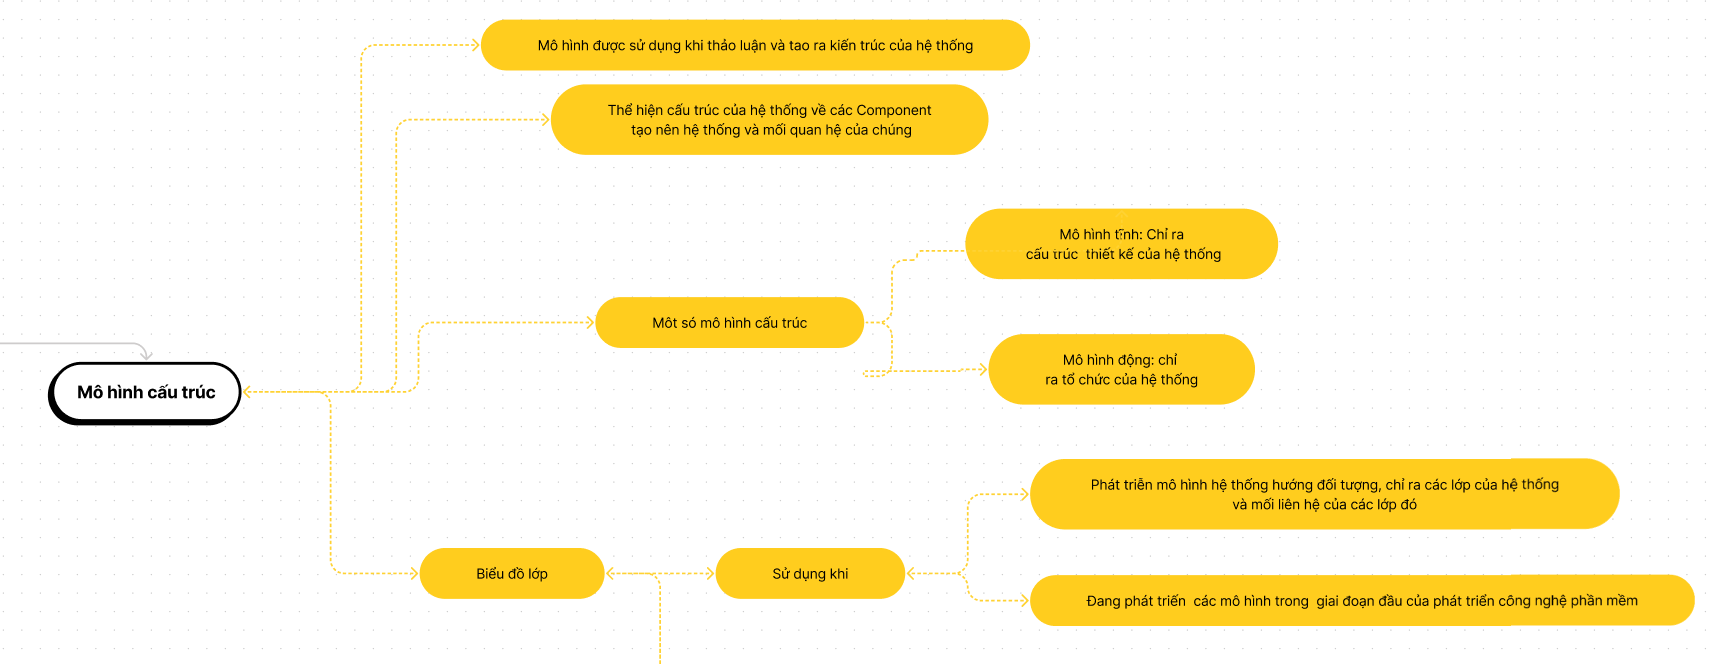 Mô hình được sử dụng khi thảo luận và tao ra kiến trúc của hệ thống
Thể hiện cấu trúc của hệ thống về các Component
tạo nên hệ thống và mối quan hệ của chúng
Mô hình tĩnh: Chỉ ra
cấu trúc thiết kế của hệ thống
Môt só mô hình cấu trúc
Mô hình động: chỉ
ra tổ chức của hệ thống
Mô hình cấu trúc
Phát triễn mô hình hệ thống hướng đối tượng, chỉ ra các lớp của hệ thống
và mối liên hệ của các lớp đó
Biểu đồ lớp
Sử dụng khi
Đang phát triển các mô hình trong giai đoạn đầu của phát triển công nghệ phần mềm